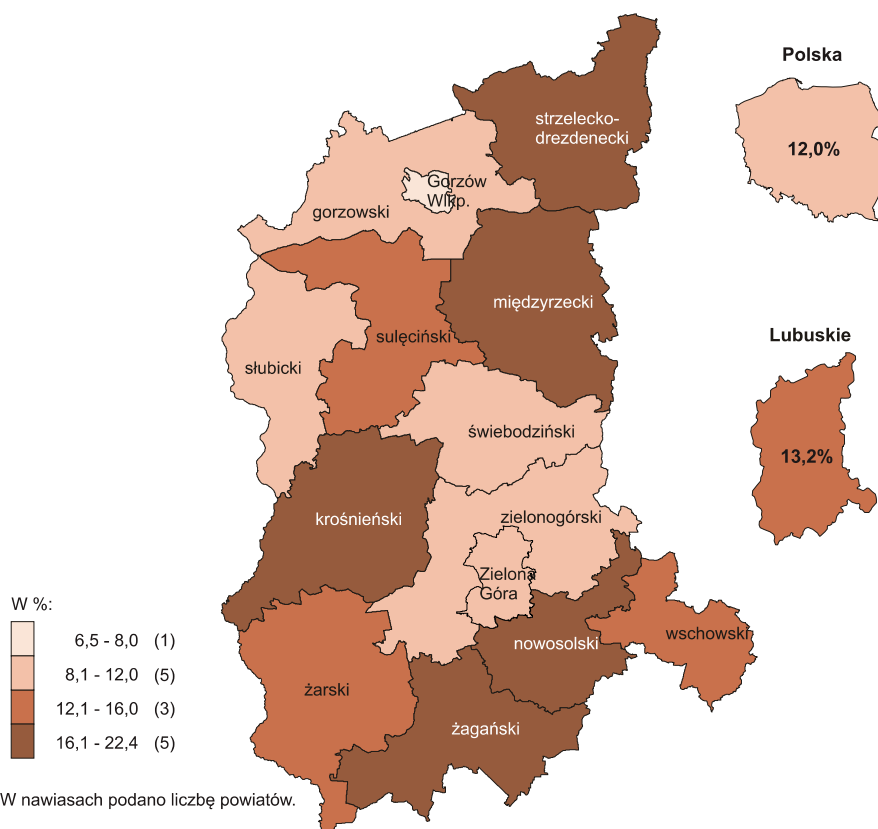 Polska
12,0%
strzelecko-
drezdenecki
Gorzów
Wlkp.
gorzowski
międzyrzecki
sulęciński
słubicki
Lubuskie
13,2%
świebodziński
krośnieński
zielonogórski
Zielona
Góra
nowosolski
wschowski
żarski
żagański
W %:
6,5 - 8,0 (1)
8,1 - 12,0 (5)
12,1 - 16,0 (3)
16,1 - 22,4 (5)
W nawiasach podano liczbę powiatów.